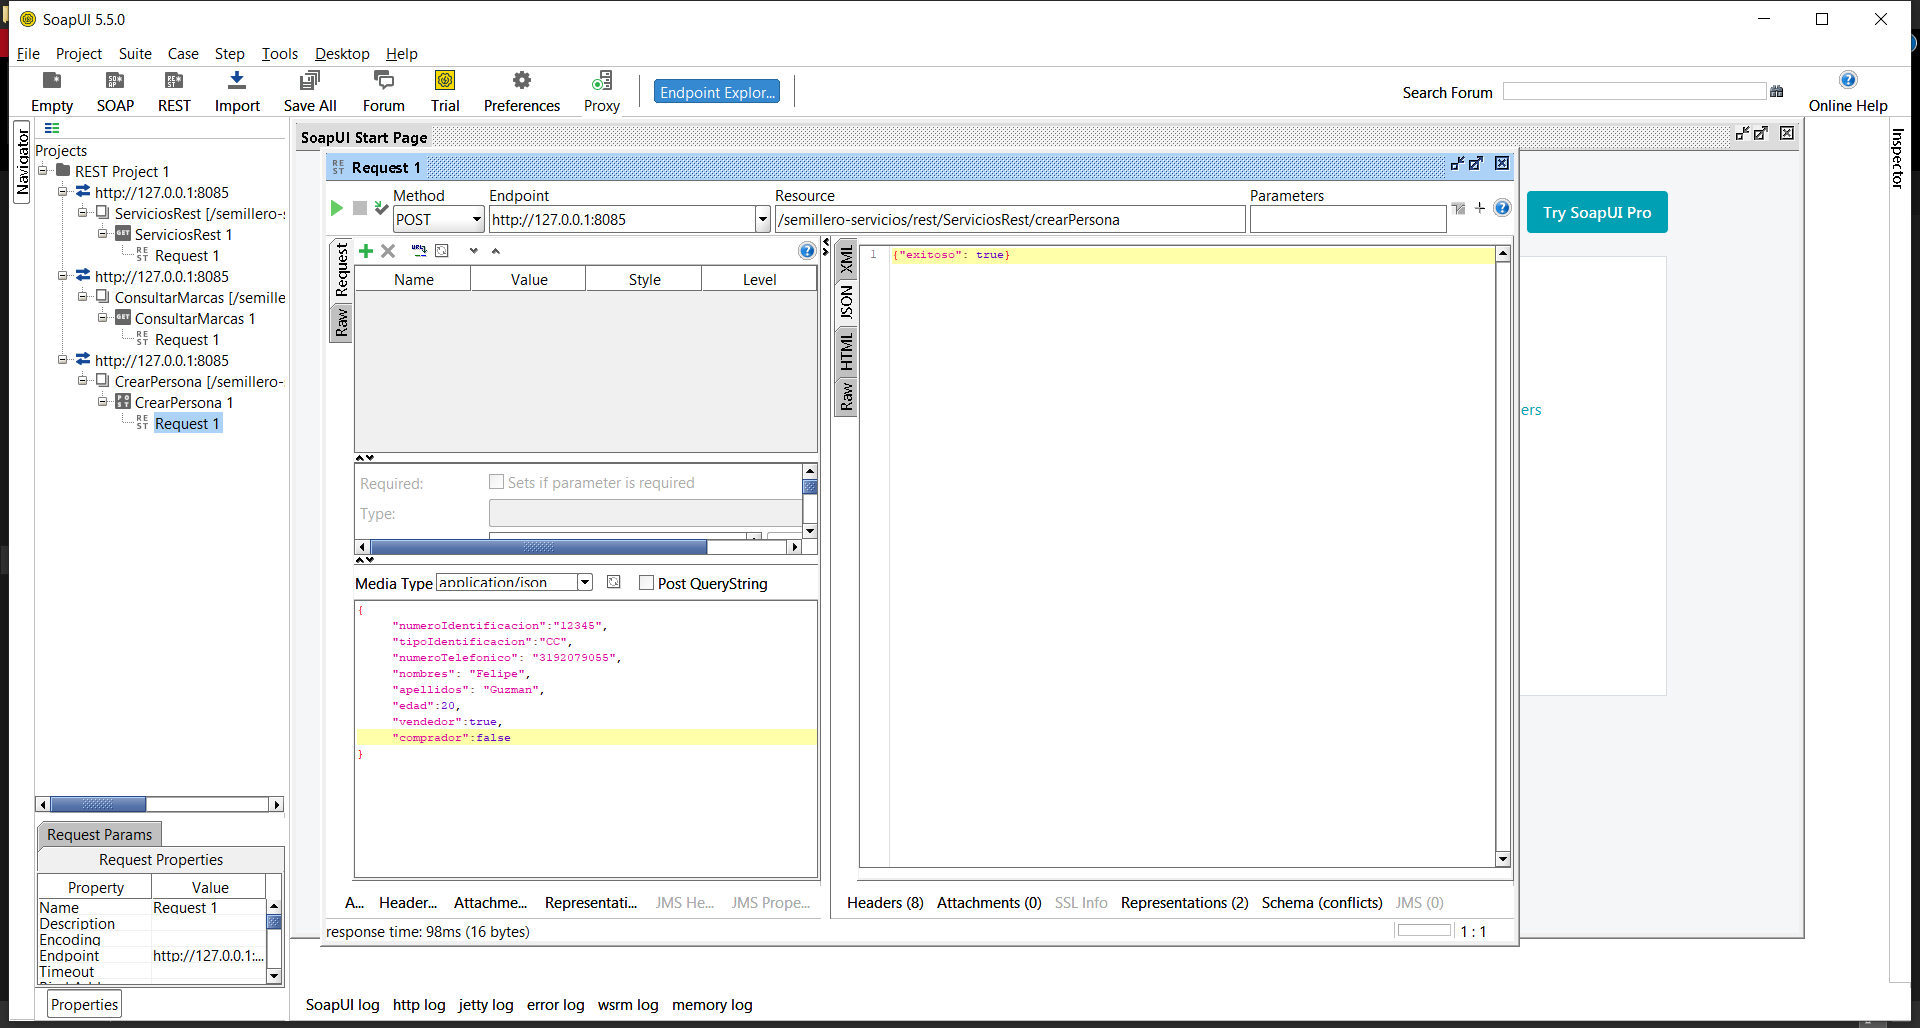 SoapUI 5.5.0
File Project Suite Case Step Tools Desktop Help
Empty SOAP REST Import Save All Forum Trial Preferences Proxy
Endpoint Explor...
Search Forum
Online Help
Navigator
Projects
REST Project 1
http://127.0.0.1:8085
ServiciosRest [/semillero-s
ServiciosRest 1
Request 1
http://127.0.0.1:8085
ConsultarMarcas [/semille
ConsultarMarcas 1
Request 1
http://127.0.0.1:8085
CrearPersona [/semillero-
CrearPersona 1
Request 1
Request Params
Request Properties
Property Value
Name Request 1
Description
Encoding
Endpoint http://127.0.0.1:...
Timeout
Properties
SoapUI Start Page
Request 1
Method Endpoint Resource Parameters
POST http://127.0.0.1:8085 /semillero-servicios/rest/ServiciosRest/crearPersona
Request
Raw
Name Value Style Level
Required: Sets if parameter is required
Type:
Media Type application/json Post QueryString
{
"numeroIdentificacion":"12345",
"tipoIdentificacion":"CC",
"numeroTelefonico": "3192079055",
"nombres": "Felipe",
"apellidos": "Guzman",
"edad":20,
"vendedor":true,
"comprador":false
}
A... Header... Attachme... Representati... JMS He... JMS Prope...
XML
JSON
HTML
Raw
1 {"exitoso": true}
Headers (8) Attachments (0) SSL Info Representations (2) Schema (conflicts) JMS (0)
response time: 98ms (16 bytes)
1 : 1
Try SoapUI Pro
ers
Inspector
SoapUI log http log jetty log error log wsrm log memory log